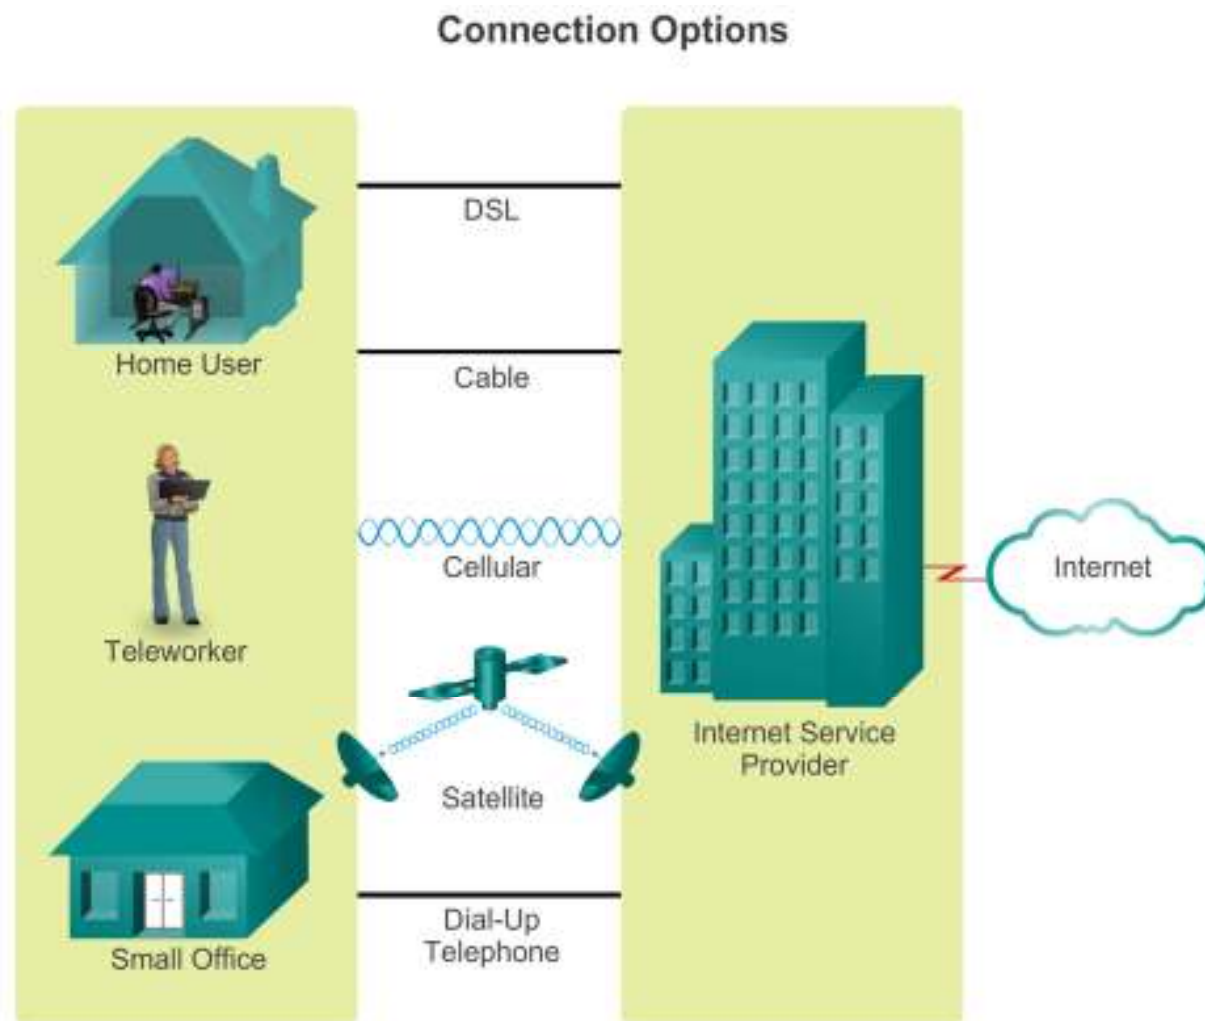 Connection Options
Home User
Teleworker
Small Office
DSL
Cable
Cellular
Satellite
Dial-Up
Telephone
Internet Service
Provider
Internet